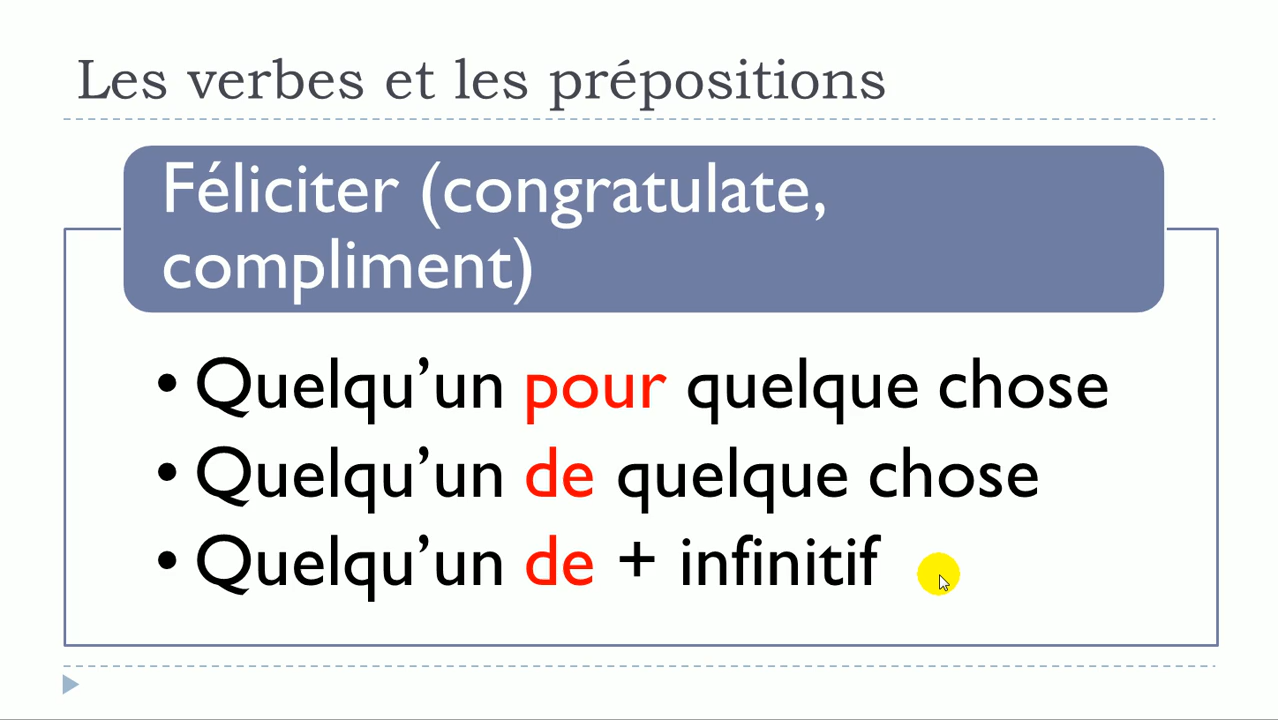 Les verbes et les prépositions
Féliciter (congratulate,
compliment)
• Quelqu’un pour quelque chose
• Quelqu’un de quelque chose
• Quelqu’un de + infinitif